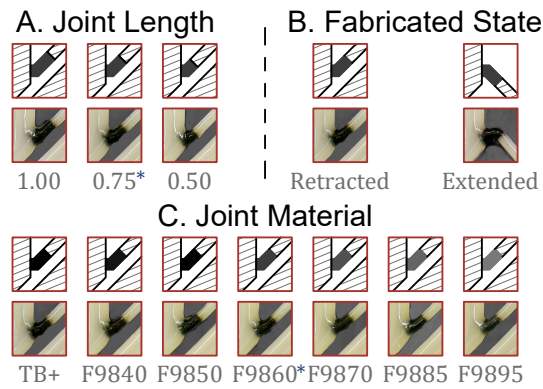 A. Joint Length
B. Fabricated State
1.00 0.75* 0.50
Retracted Extended
C. Joint Material
TB+ F9840 F9850 F9860* F9870 F9885 F9895